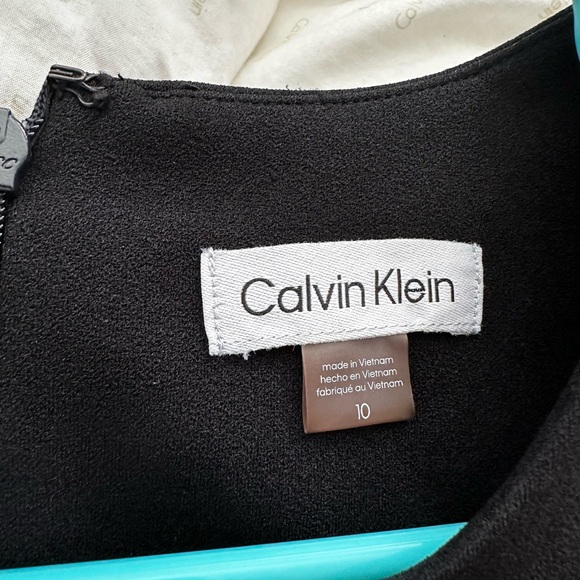 Calvin Klein
made in Vietnam
hecho en Vietnam
fabriqué au Vietnam
10